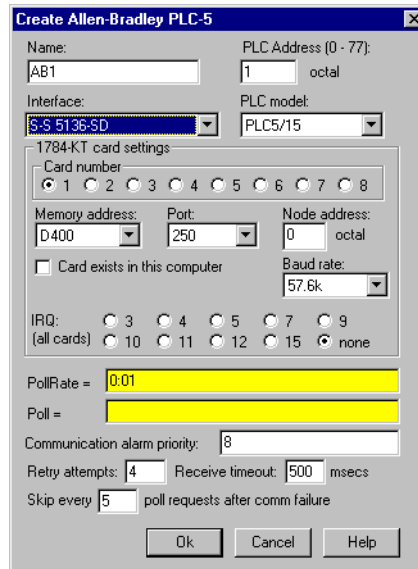 Create Allen-Bradley PLC-5
Name: PLC Address (0 - 77):
AB1 1 octal
Interface: PLC model:
S-S 5136-SD PLC5/15
1784-KT card settings
Card number
1 2 3 4 5 6 7 8
Memory address: Port: Node address:
D400 250 0 octal
Card exists in this computer Baud rate:
57.6k
IRQ: 3 4 5 7 9
(all cards) 10 11 12 15 none
PollRate = 0:01
Poll =
Communication alarm priority: 8
Retry attempts: 4 Receive timeout: 500 msecs
Skip every 5 poll requests after comm failure
Ok Cancel Help